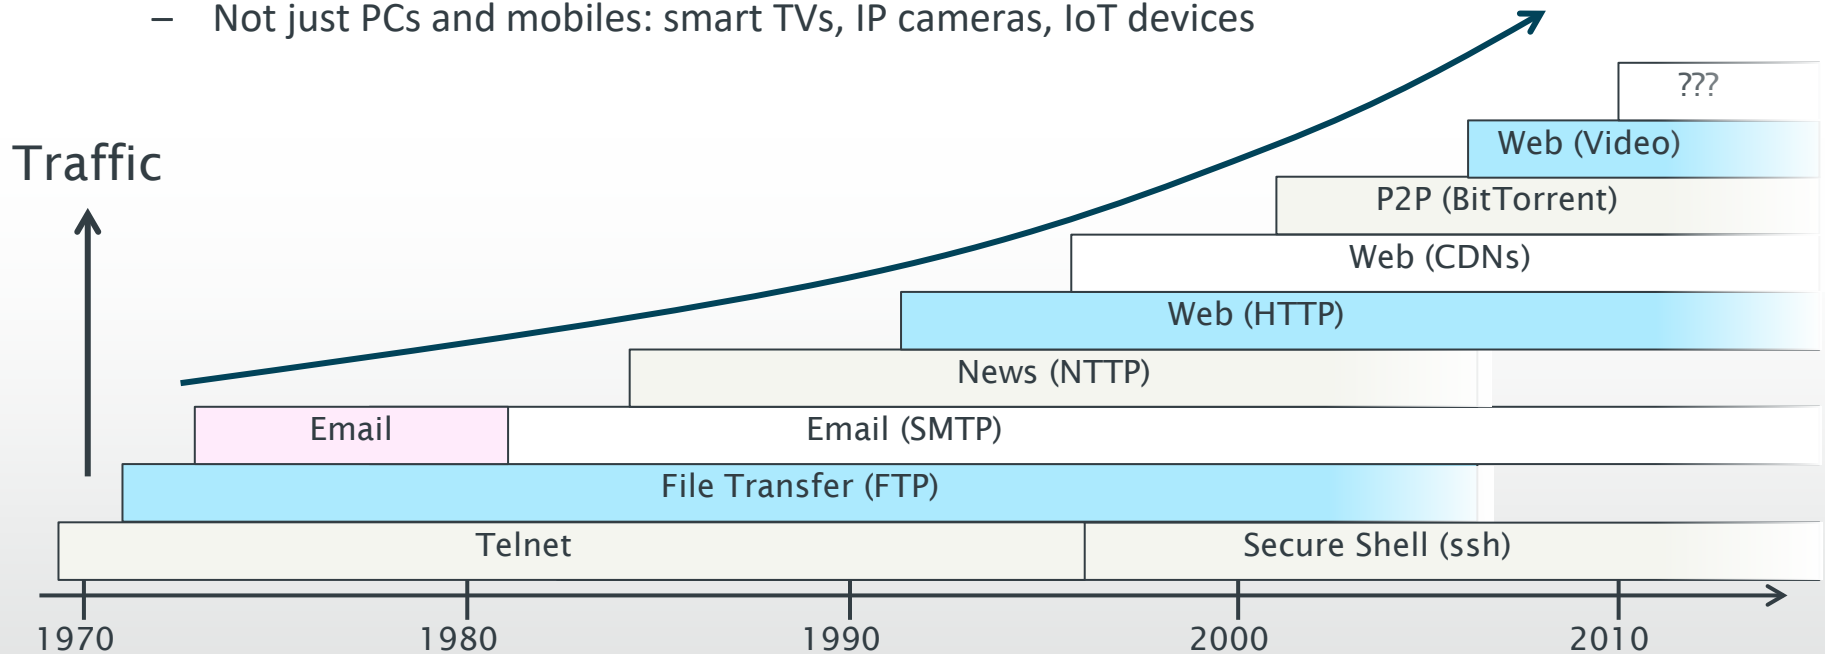 – Not just PCs and mobiles: smart TVs, IP cameras, IoT devices
Traffic
???
Web (Video)
P2P (BitTorrent)
Web (CDNs)
Web (HTTP)
News (NTTP)
Email Email (SMTP)
File Transfer (FTP)
Telnet Secure Shell (ssh)
1970 1980 1990 2000 2010